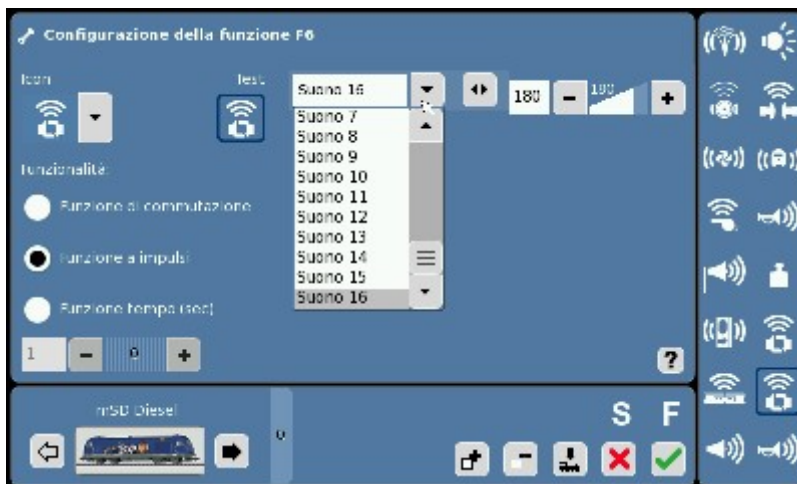 Configurazione della funzione F6
Icon
Test
Suono 16
180
180
Suono 7
Suono 8
Suono 9
Suono 10
Suono 11
Suono 12
Suono 13
Suono 14
Suono 15
Suono 16
Funzionalità:
Funzione di commutazione
Funzione a impulsi
Funzione tempo (sec)
1
0
?
mSD Diesel
0
S F